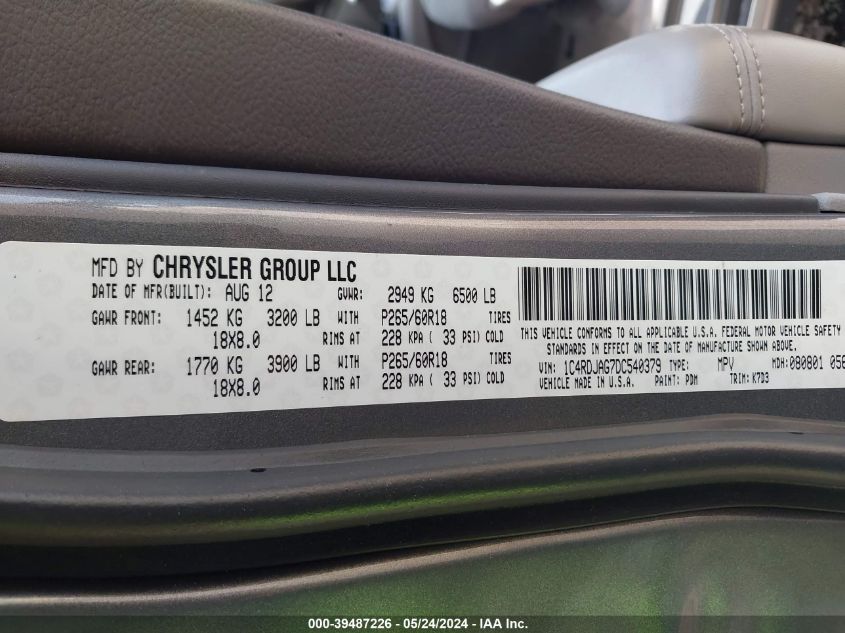 MFD BY CHRYSLER GROUP LLC
DATE OF MFR(BUILT): AUG 12 GVWR: 2949 KG 6500 LB
GAWR FRONT: 1452 KG 3200 LB WITH P265/60R18 TIRES
18X8.0 RIMS AT 228 KPA ( 33 PSI) COLD
GAWR REAR: 1770 KG 3900 LB WITH P265/60R18 TIRES
18X8.0 RIMS AT 228 KPA ( 33 PSI) COLD
THIS VEHICLE CONFORMS TO ALL APPLICABLE U.S.A. FEDERAL MOTOR VEHICLE SAFETY
STANDARDS IN EFFECT ON THE DATE OF MANUFACTURE SHOWN ABOVE.
VIN: 1C4RDJAG7DC540379 TYPE: MPV MDH: 080801 056
VEHICLE MADE IN U.S.A. PAINT: PDM TRIM: K7D3
000-39487226 - 05/24/2024 - IAA Inc.